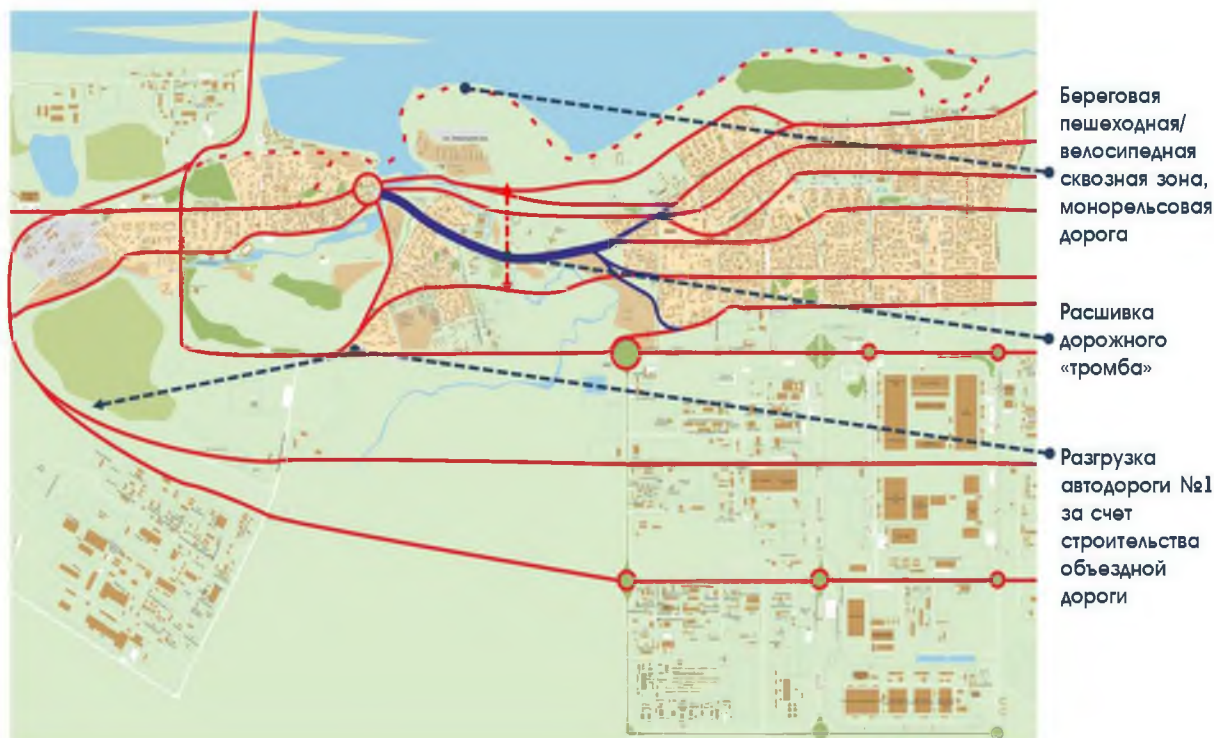 Береговая
пешеходная/
велосипедная
сквозная зона,
монорельсовая
дорога
Расшивка
дорожного
«тромба»
Разгрузка
автодороги №1
за счет
строительства
объездной
дороги